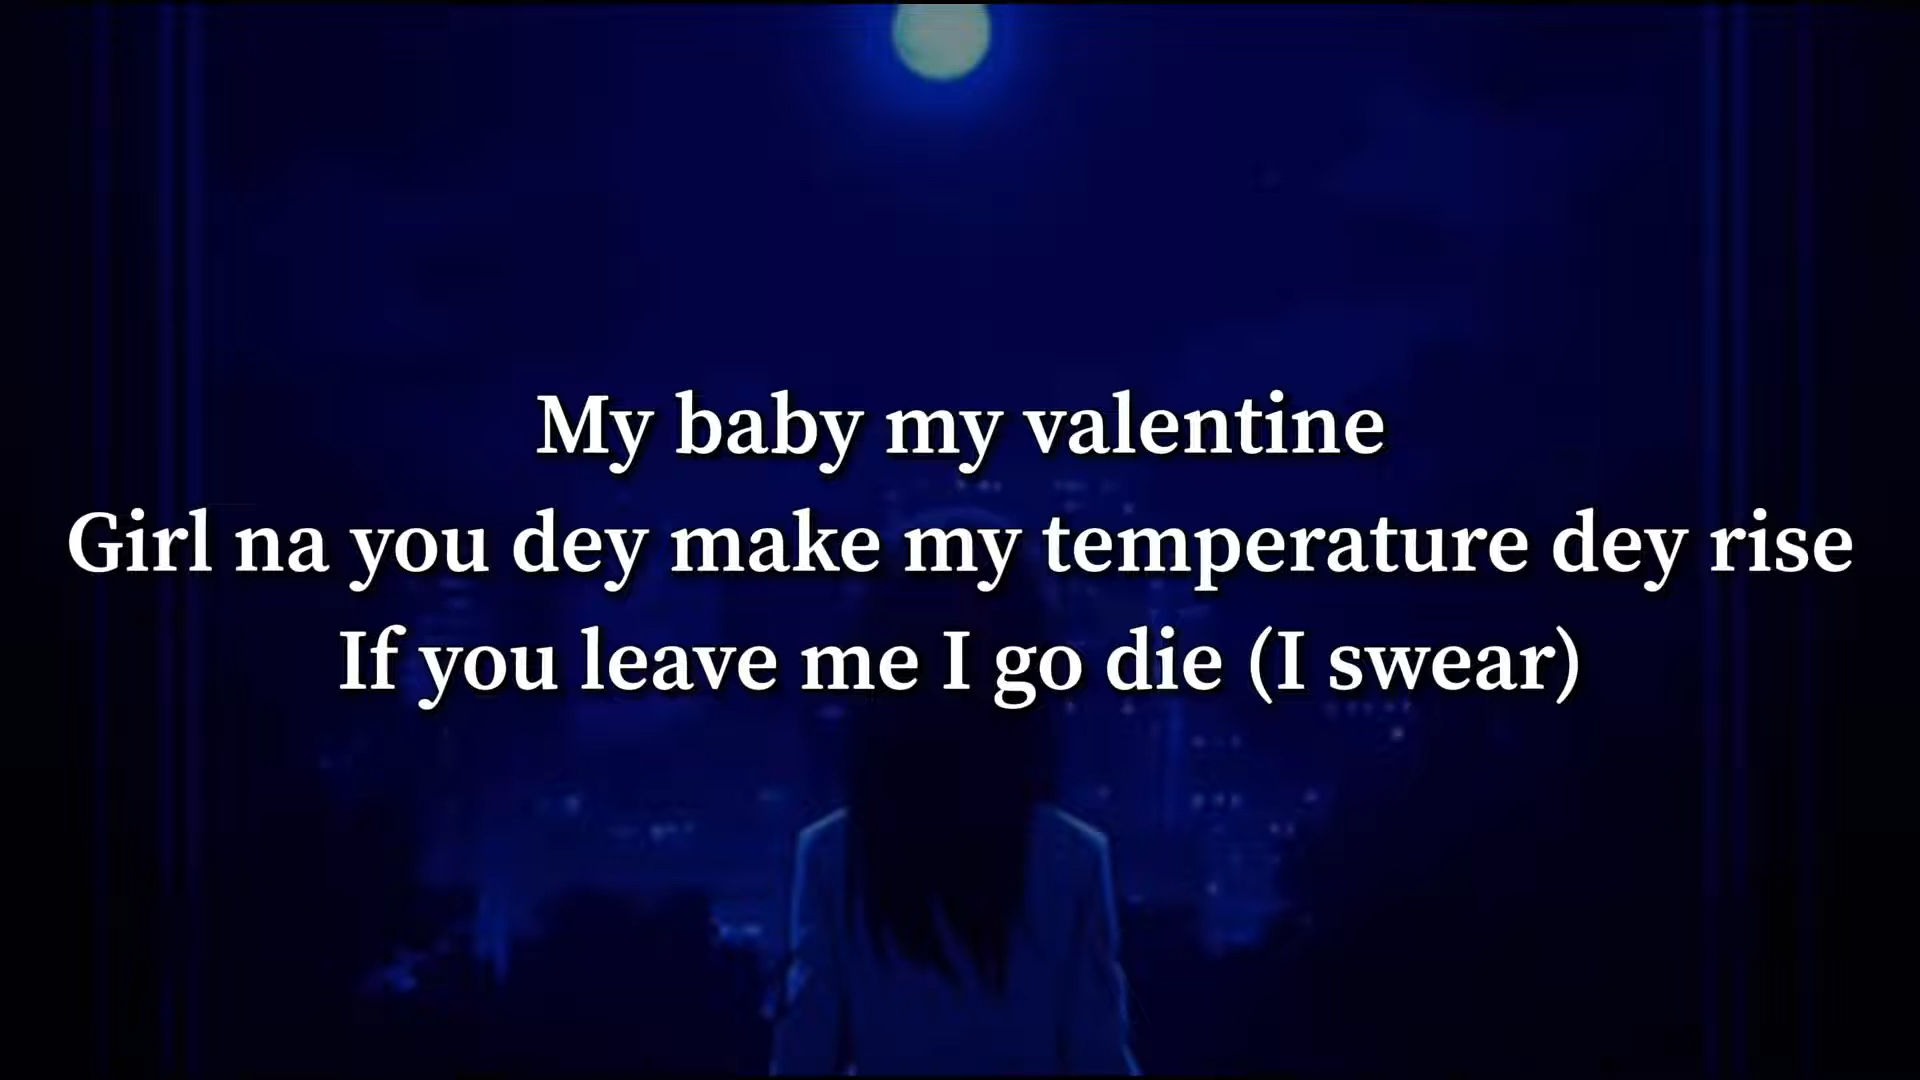 My baby my valentine
Girl na you dey make my temperature dey rise
If you leave me I go die (I swear)